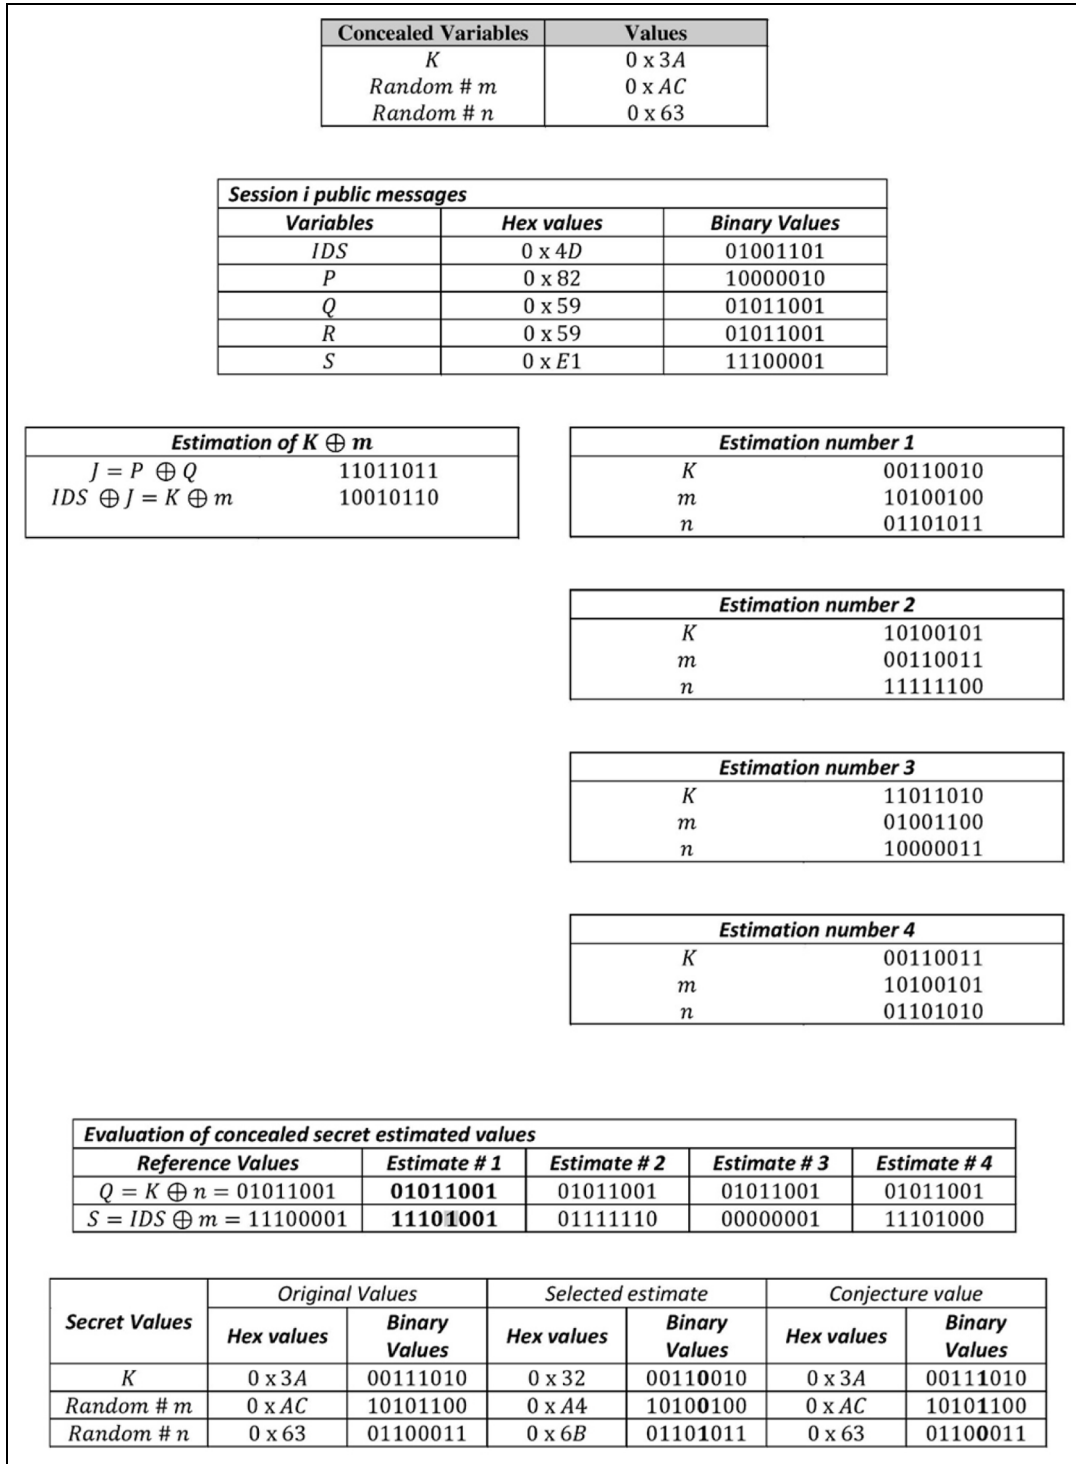 Concealed Variables Values
K 0 x 3A
Random # m 0 x AC
Random # n 0 x 63
Session i public messages
Variables Hex values Binary Values
IDS 0 x 4D 01001101
P 0 x 82 10000010
Q 0 x 59 01011001
R 0 x 59 01011001
S 0 x E1 11100001
Estimation of K ⊕ m
J = P ⊕ Q 11011011
IDS ⊕ J = K ⊕ m 10010110
Estimation number 1
K 00110010
m 10100100
n 01101011
Estimation number 2
K 10100101
m 00110011
n 11111100
Estimation number 3
K 11011010
m 01001100
n 10000011
Estimation number 4
K 00110011
m 10100101
n 01101010
Evaluation of concealed secret estimated values
Reference Values Estimate # 1 Estimate # 2 Estimate # 3 Estimate # 4
Q = K ⊕ n = 01011001 01011001 01011001 01011001 01011001
S = IDS ⊕ m = 11100001 11101001 01111110 00000001 11101000
Secret Values Original Values Selected estimate Conjecture value
Hex values Binary Values Hex values Binary Values Hex values Binary Values
K 0 x 3A 00111010 0 x 32 00110010 0 x 3A 00111010
Random # m 0 x AC 10101100 0 x A4 10100100 0 x AC 10101100
Random # n 0 x 63 01100011 0 x 6B 01101011 0 x 63 01100011